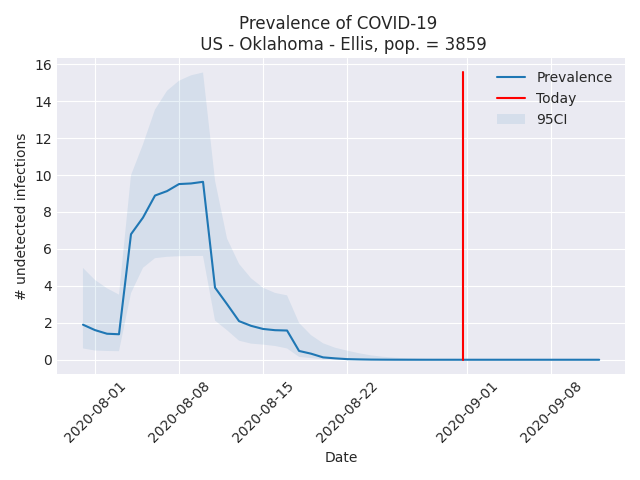 Prevalence of COVID-19
US - Oklahoma - Ellis, pop. = 3859
16
14
12
10
8
6
4
2
0
# undetected infections
Prevalence
Today
95CI
2020-08-01
2020-08-08
2020-08-15
2020-08-22
2020-09-01
2020-09-08
Date